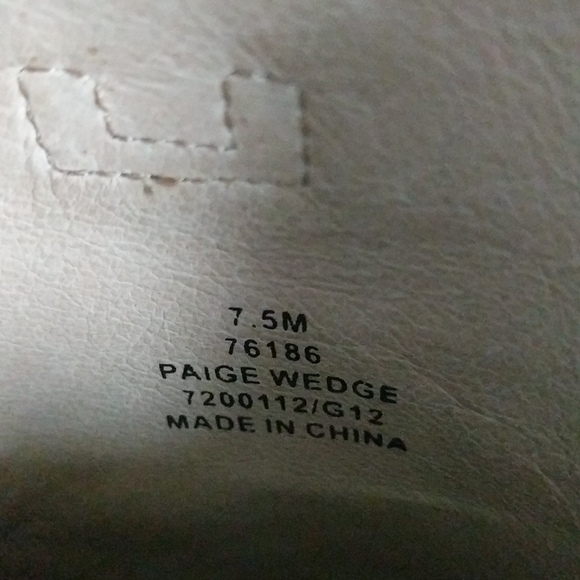 7.5M
76186
PAIGE WEDGE
7200112/G12
MADE IN CHINA